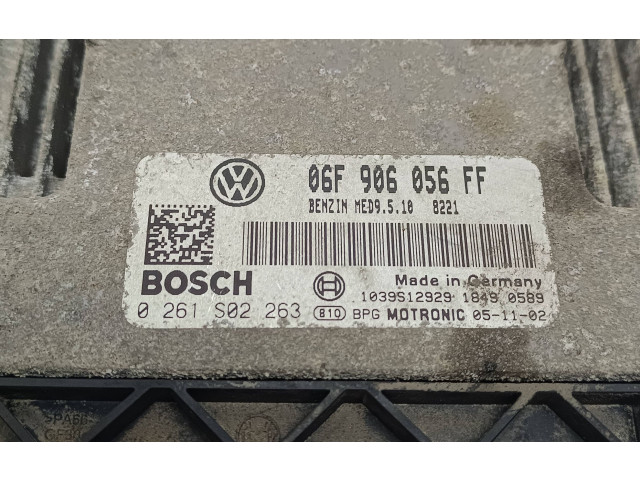 06F 906 056 FF
BENZIN MED9.5.10 8221
BOSCH
Made in Germany
1039S12929 1849 0589
0 261 S02 263 B10 BPG MOTRONIC 05-11-02